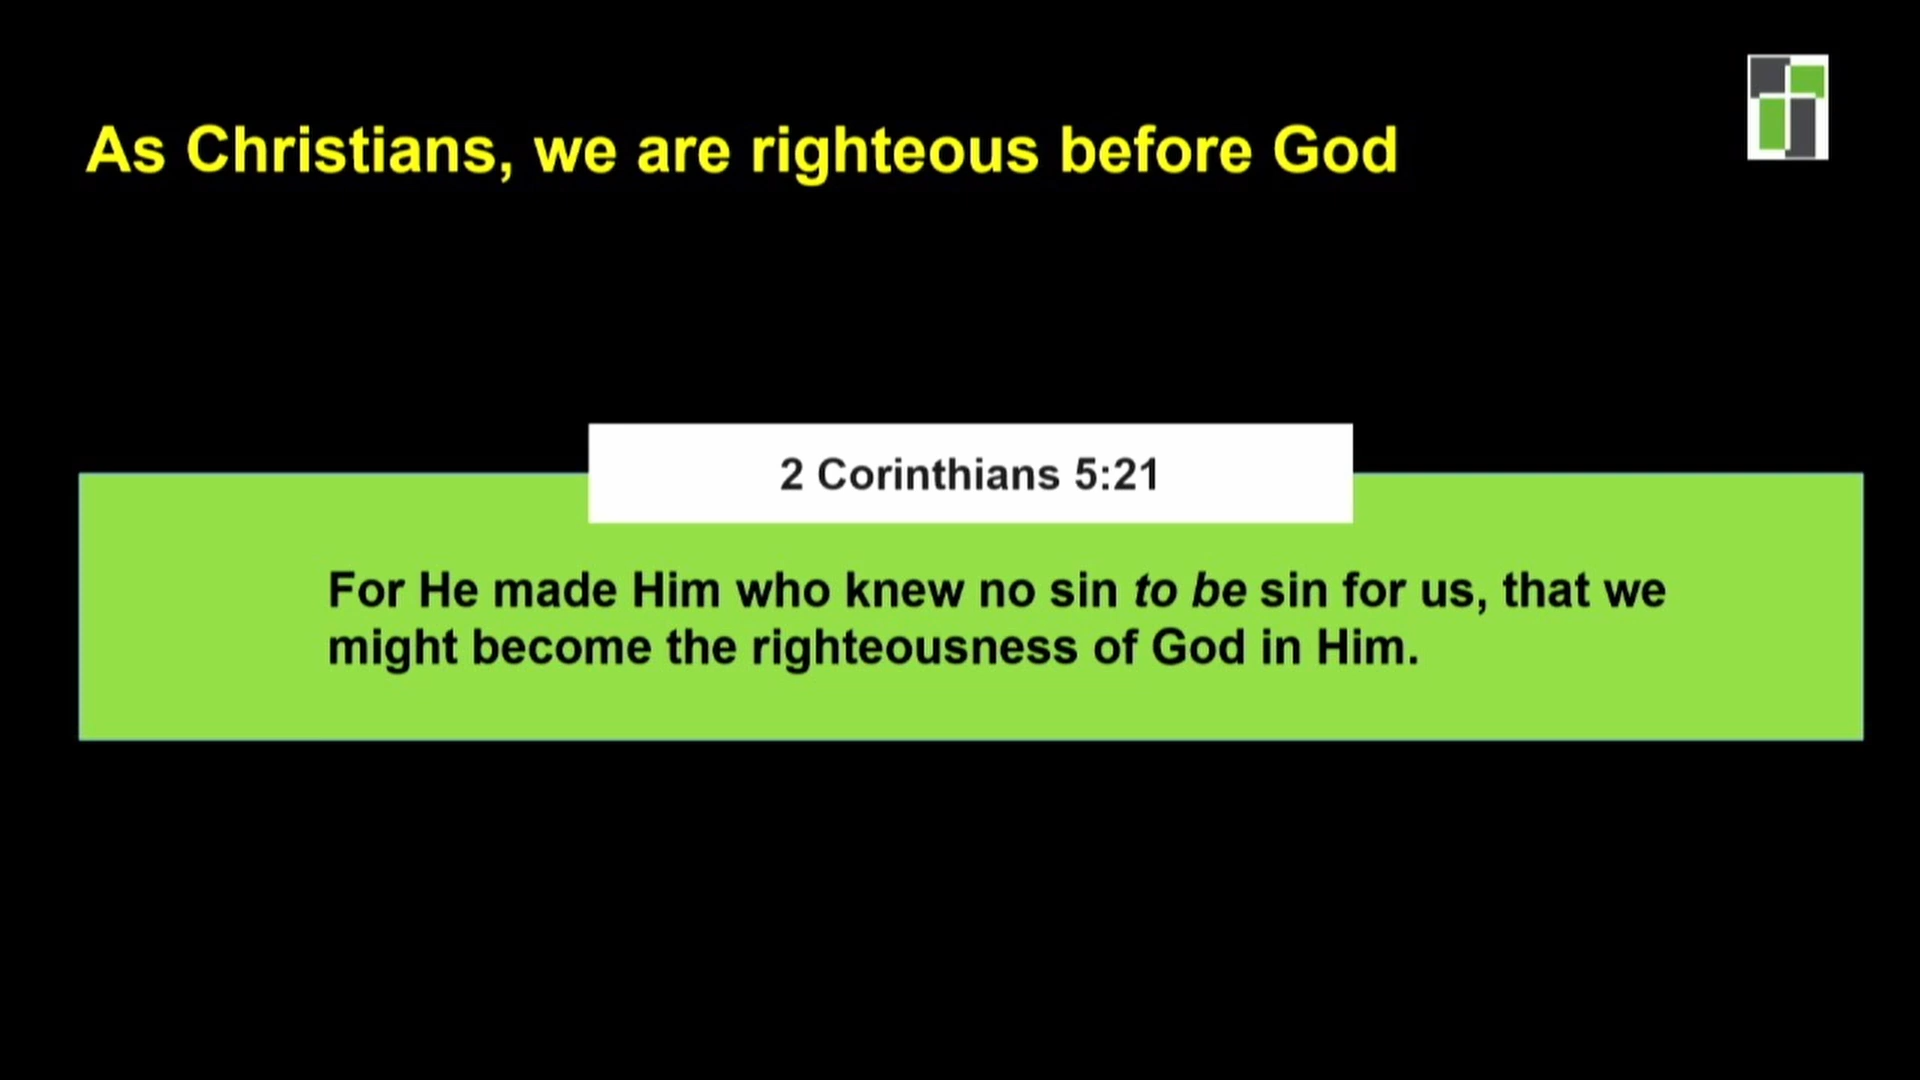 As Christians, we are righteous before God
2 Corinthians 5:21
For He made Him who knew no sin to be sin for us, that we
might become the righteousness of God in Him.